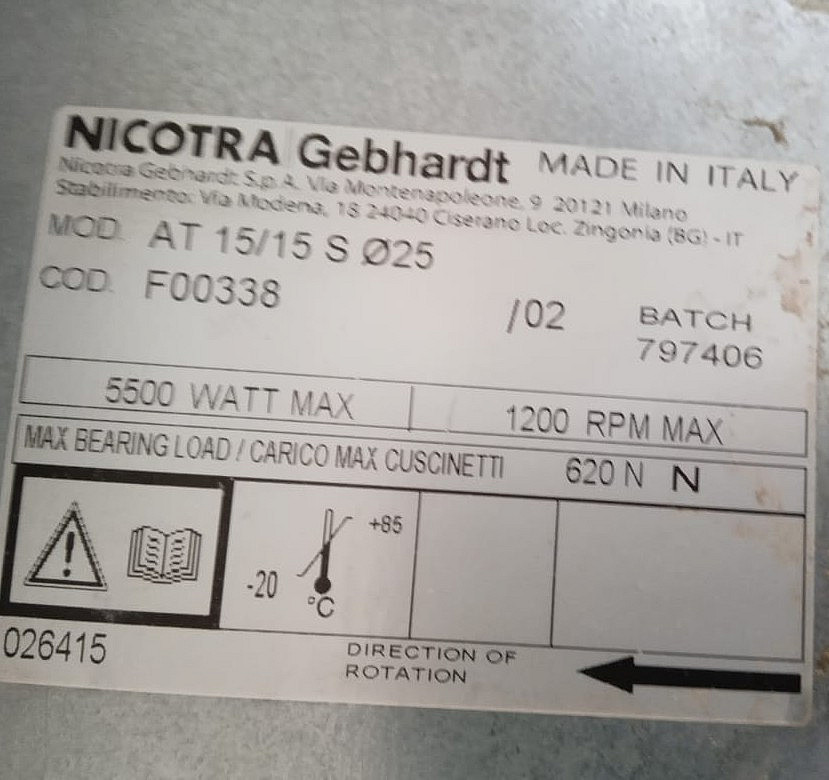 NICOTRA Gebhardt MADE IN ITALY
Nicotra Gebhardt S.p.A. Via Montenapoleone, 9 20121 Milano
Stabilimento: Via Modena, 18 24040 Ciserano Loc. Zingonia (BG) - IT
MOD. AT 15/15 S Ø25
COD. F00338 /02 BATCH
797406
5500 WATT MAX 1200 RPM MAX
MAX BEARING LOAD / CARICO MAX CUSCINETTI 620 N N
+85
-20
°C
026415
DIRECTION OF
ROTATION